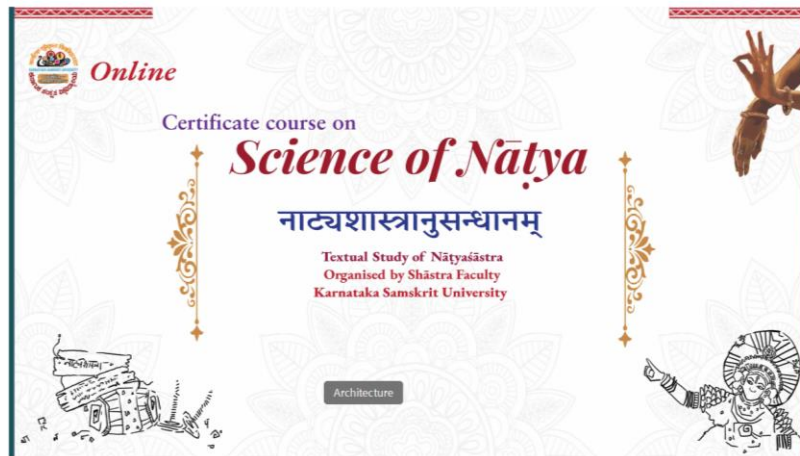 Online
Certificate course on
Science of Nāṭya
नाट्यशास्त्रानुसन्धानम्
Textual Study of Nāṭyaśāstra
Organised by Shāstra Faculty
Karnataka Samskrit University
Architecture